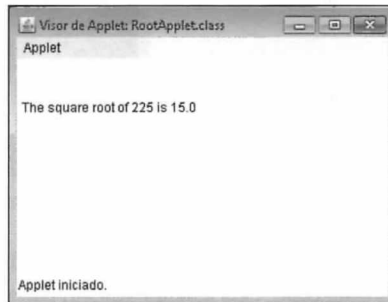 Visor de Applet: RootApplet.class
Applet
The square root of 225 is 15.0
Applet iniciado.